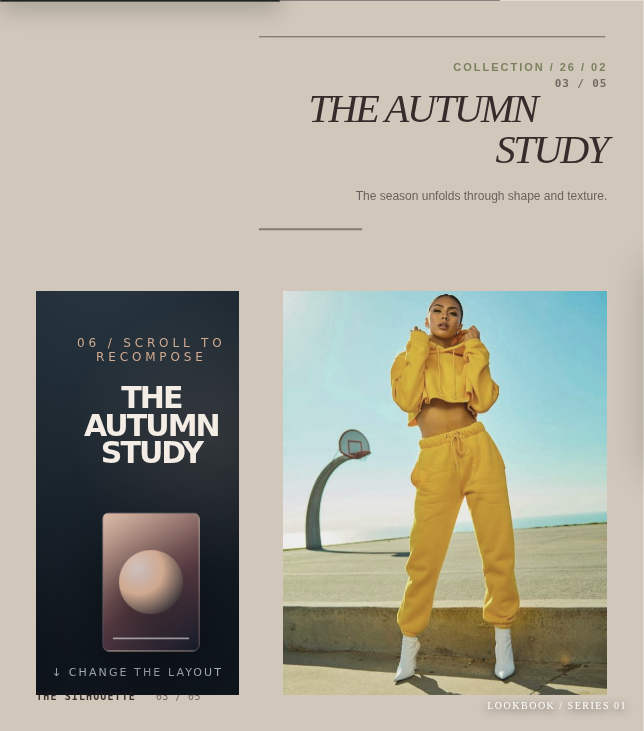 COLLECTION / 26 / 02
03 / 05
THE AUTUMN
STUDY
The season unfolds through shape and texture.
06 / SCROLL TO
RECOMPOSE
THE
AUTUMN
STUDY
↓ CHANGE THE LAYOUT
THE SILHOUETTE 03 / 05
LOOKBOOK / SERIES 01